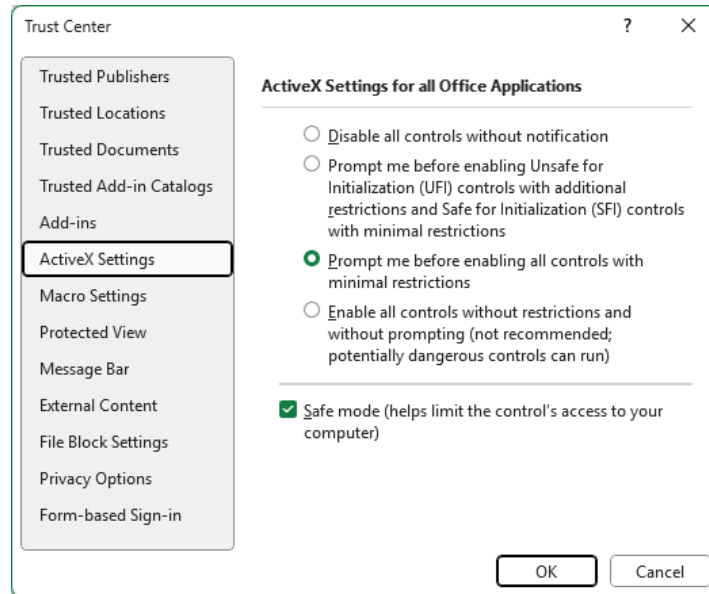 Trust Center
?
Trusted Publishers
Trusted Locations
Trusted Documents
Trusted Add-in Catalogs
Add-ins
ActiveX Settings
Macro Settings
Protected View
Message Bar
External Content
File Block Settings
Privacy Options
Form-based Sign-in
ActiveX Settings for all Office Applications
Disable all controls without notification
Prompt me before enabling Unsafe for
Initialization (UFI) controls with additional
restrictions and Safe for Initialization (SFI) controls
with minimal restrictions
Prompt me before enabling all controls with
minimal restrictions
Enable all controls without restrictions and
without prompting (not recommended;
potentially dangerous controls can run)
Safe mode (helps limit the control's access to your
computer)
OK
Cancel